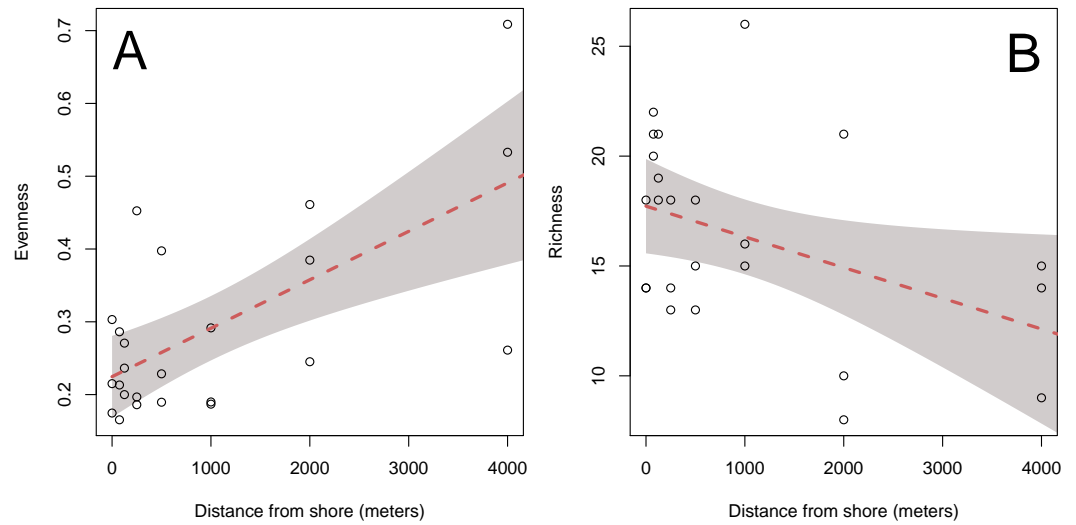 A
Evenness
0.2 0.3 0.4 0.5 0.6 0.7
0 1000 2000 3000 4000
Distance from shore (meters)
B
Richness
10 15 20 25
0 1000 2000 3000 4000
Distance from shore (meters)